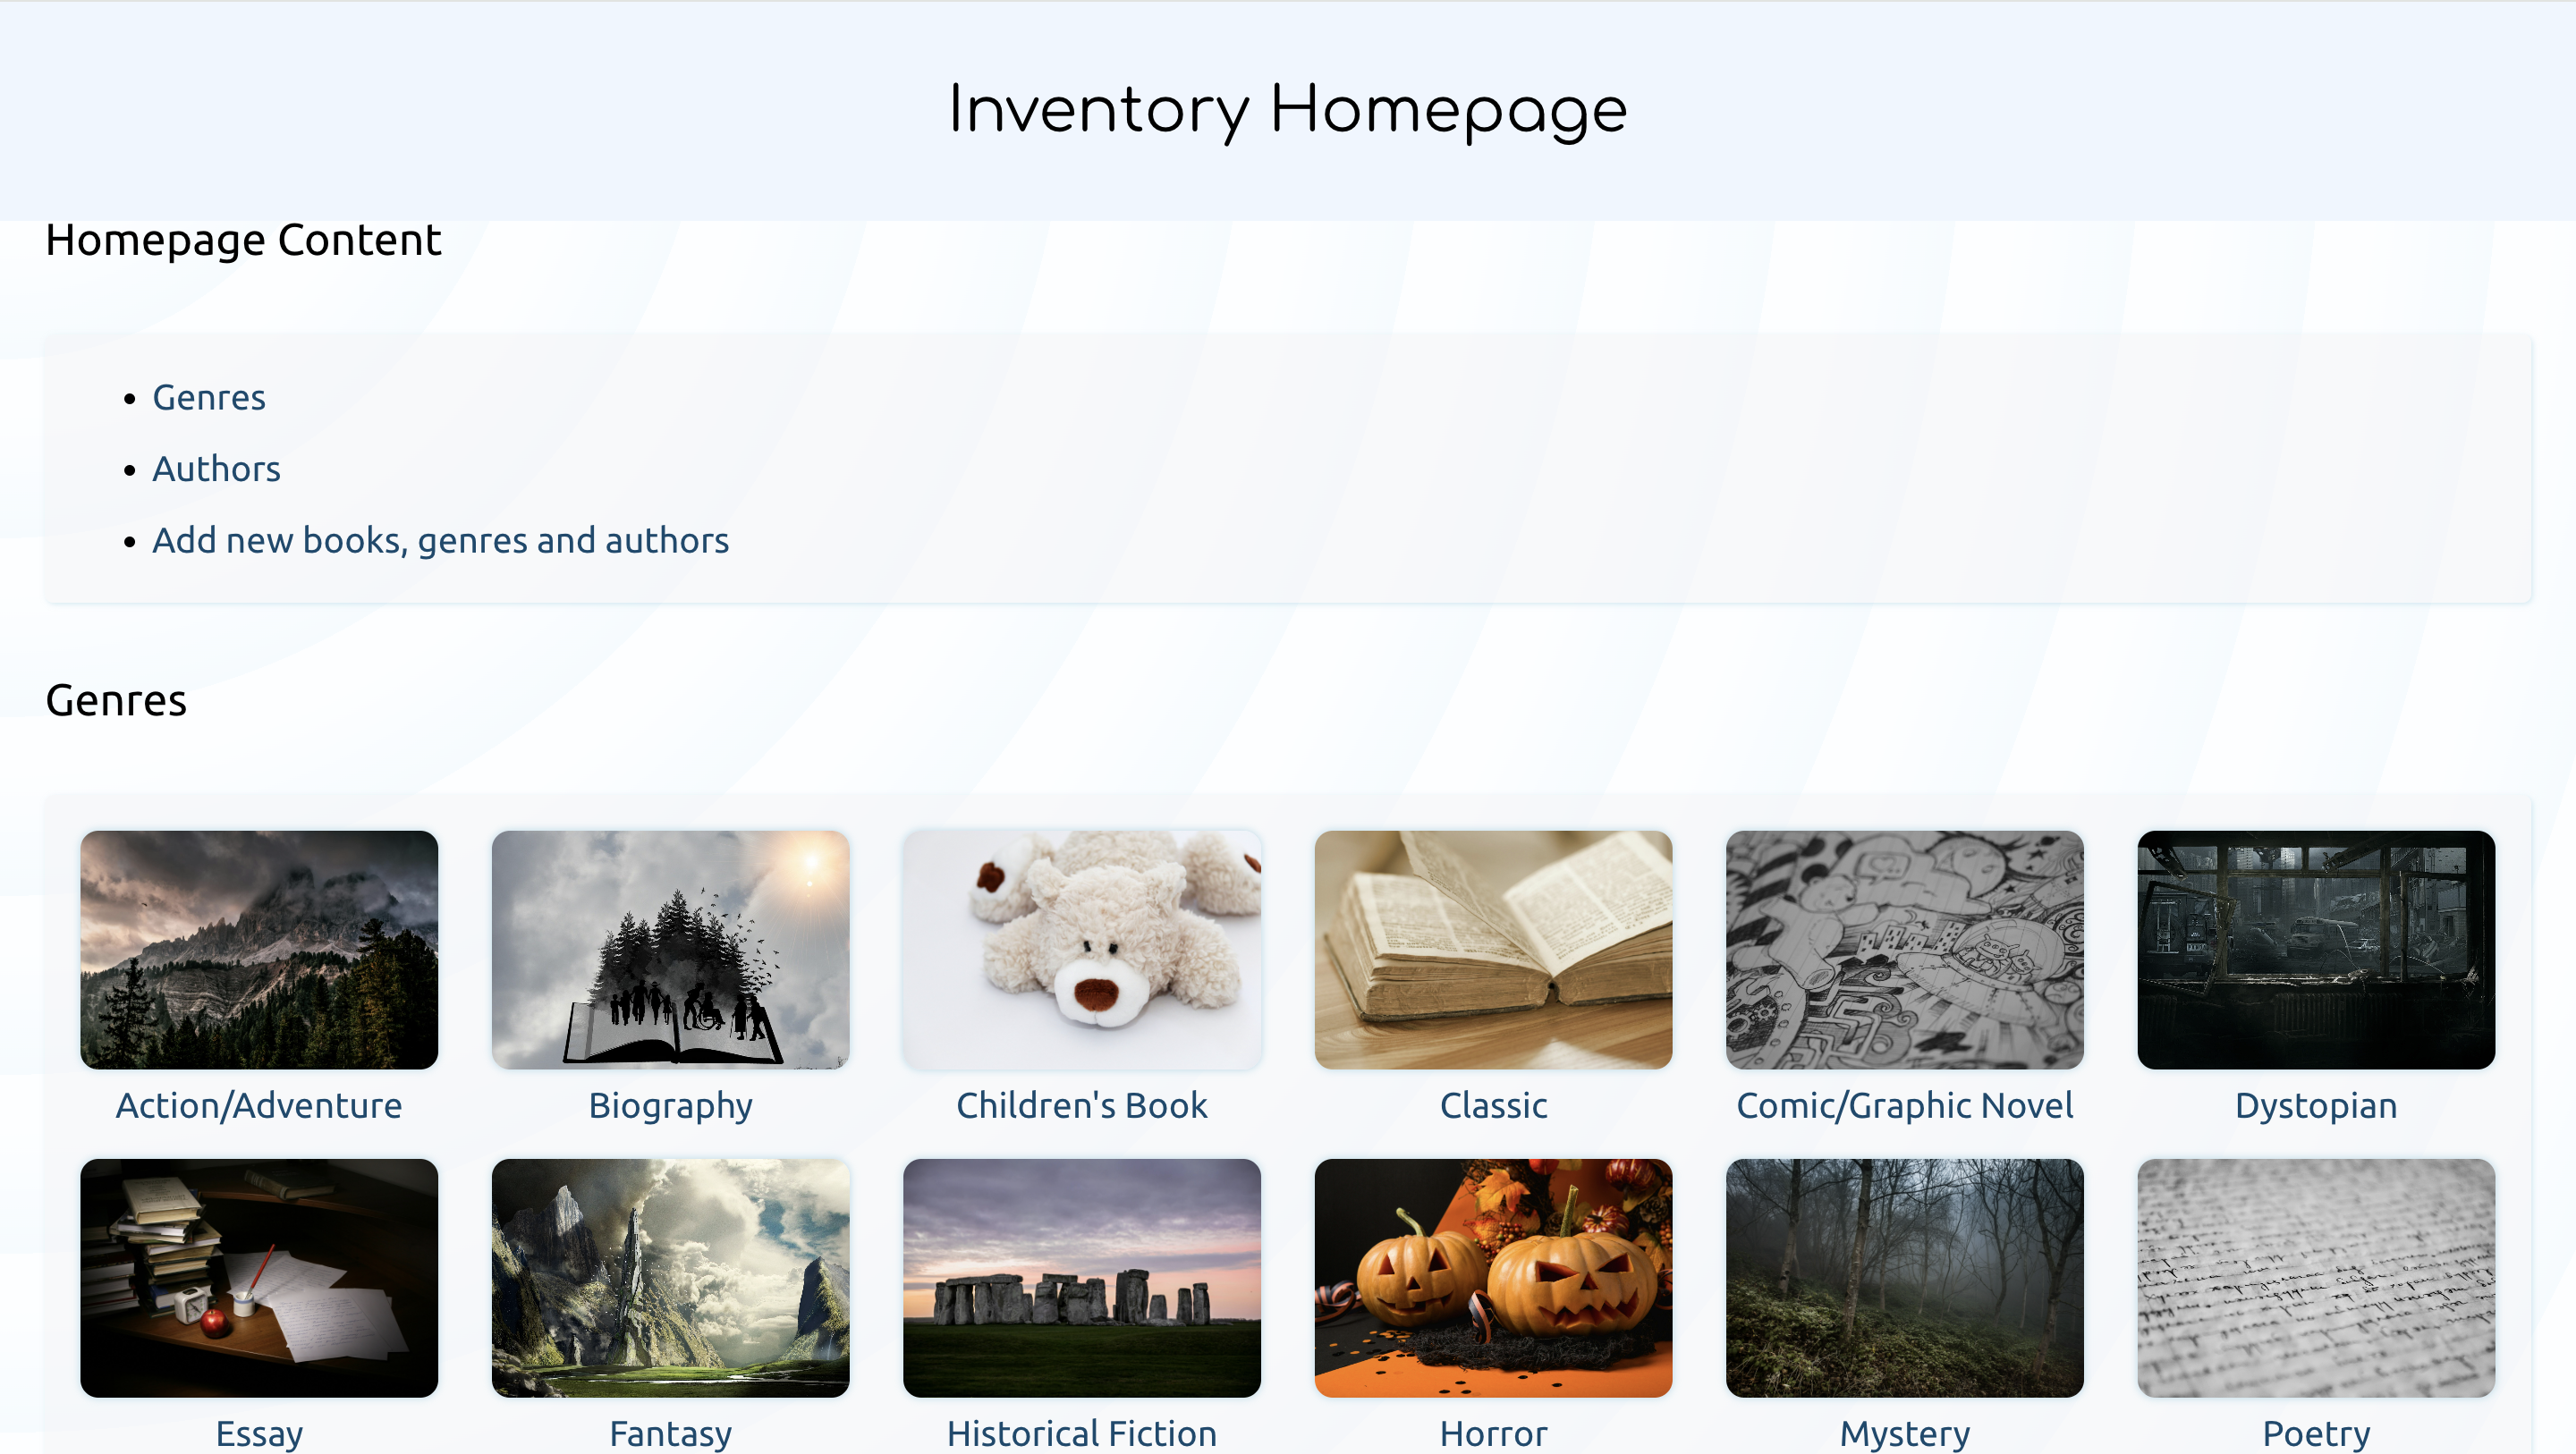 Inventory Homepage
Homepage Content
Genres
Authors
Add new books, genres and authors
Genres
Action/Adventure
Biography
Children's Book
Classic
Comic/Graphic Novel
Dystopian
Essay
Fantasy
Historical Fiction
Horror
Mystery
Poetry